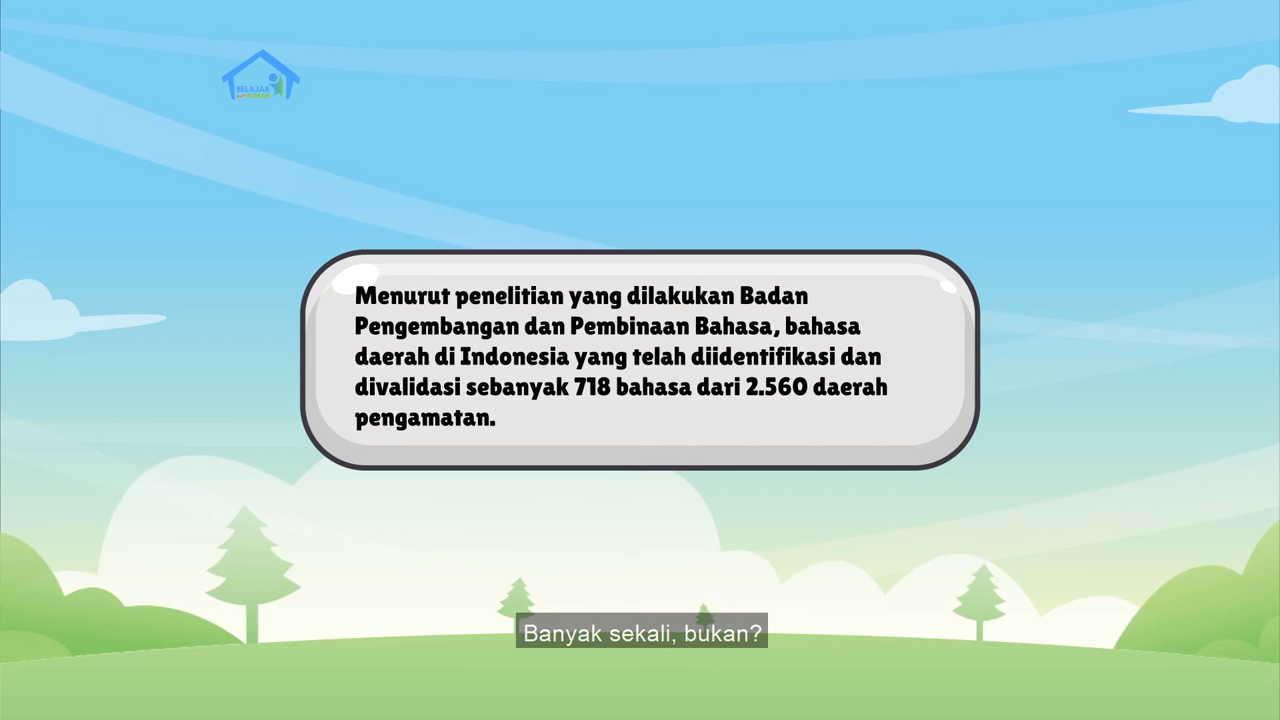 BELAJAR
Menurut penelitian yang dilakukan Badan
Pengembangan dan Pembinaan Bahasa, bahasa
daerah di Indonesia yang telah diidentifikasi dan
divalidasi sebanyak 718 bahasa dari 2.560 daerah
pengamatan.
Banyak sekali, bukan?